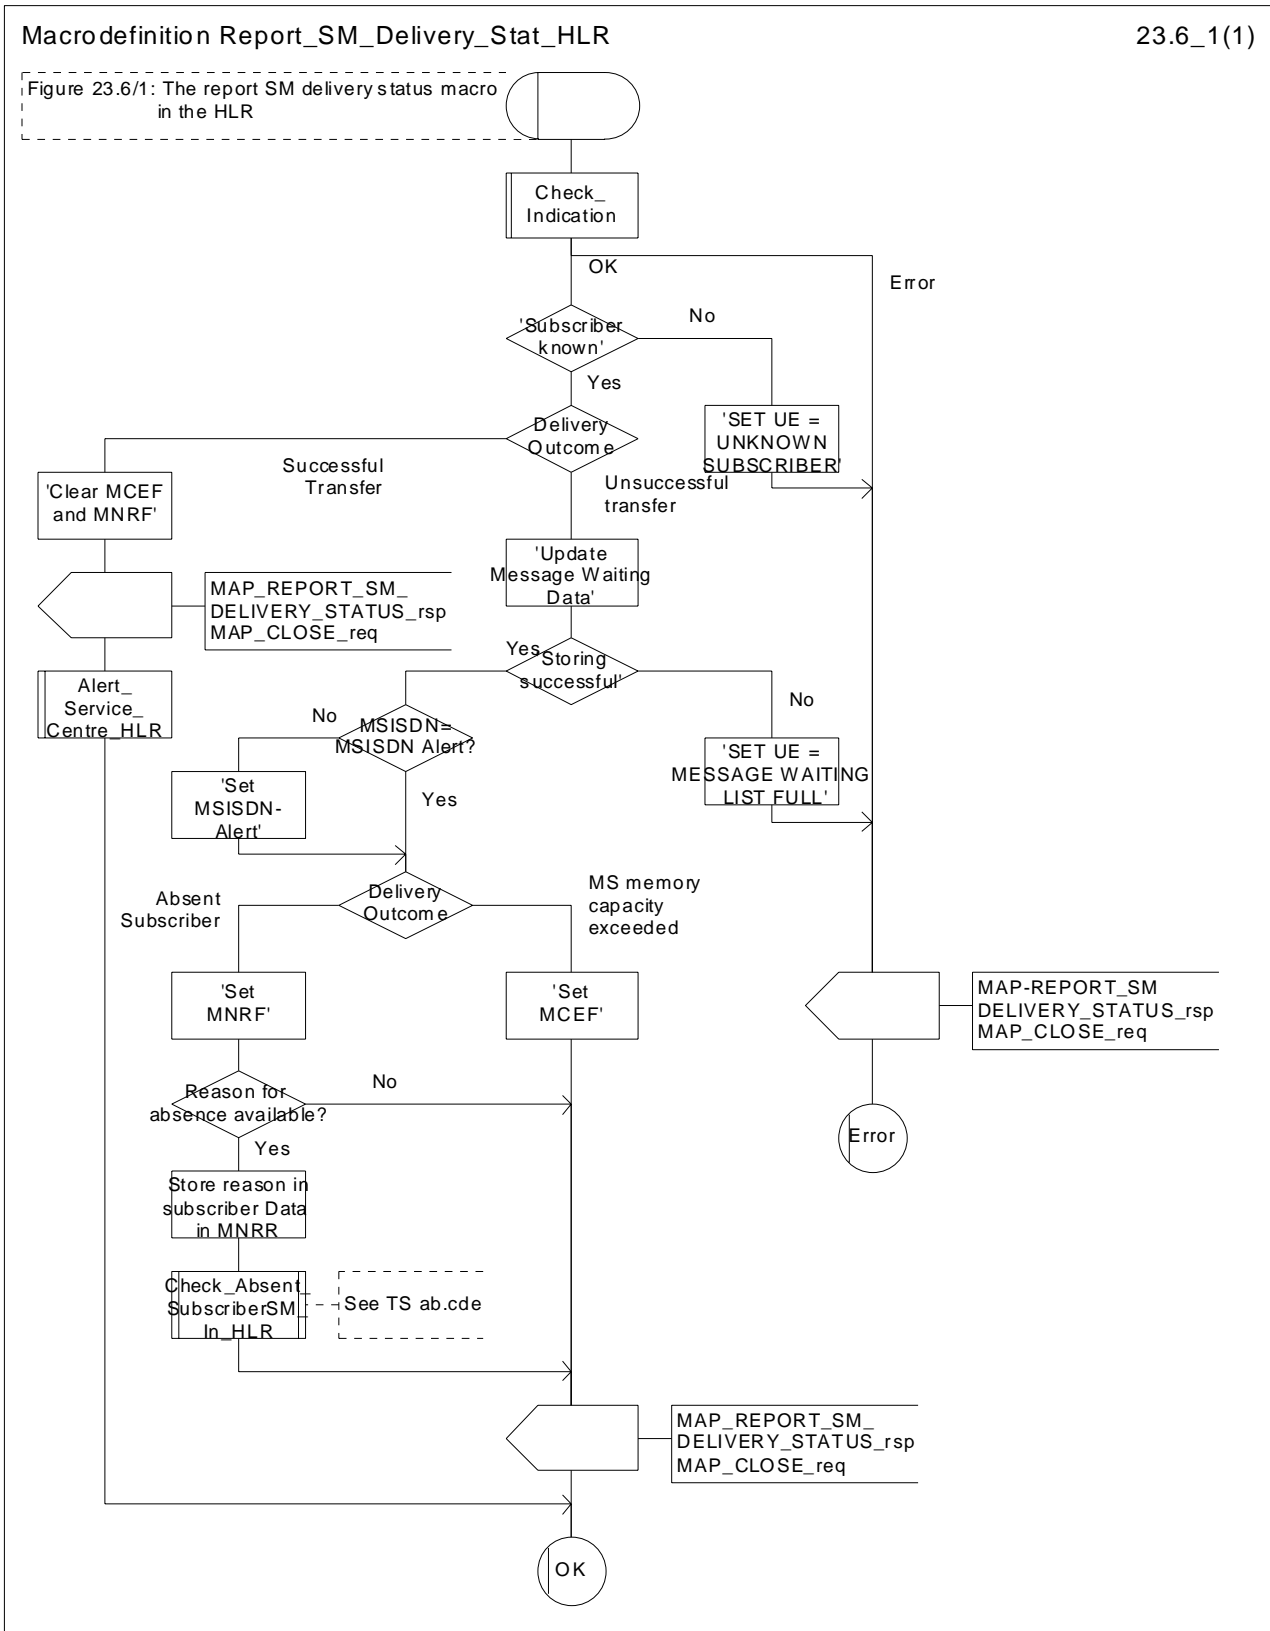 Macrodefinition Report_SM_Delivery_Stat_HLR
23.6_1(1)
Figure 23.6/1: The report SM delivery status macro
in the HLR
Check_
Indication
OK
Error
'Subscriber
known'
No
Yes
'SET UE =
UNKNOWN
SUBSCRIBER'
Delivery
Outcome
Successful
Transfer
Unsuccessful
transfer
'Clear MCEF
and MNRF'
'Update
Message Waiting
Data'
MAP_REPORT_SM_
DELIVERY_STATUS_rsp
MAP_CLOSE_req
Yes
'Storing
successful'
No
Alert_
Service_
Centre_HLR
No
MSISDN=
MSISDN Alert?
'SET UE =
MESSAGE WAITING
LIST FULL'
'Set
MSISDN-
Alert'
Yes
Absent
Subscriber
Delivery
Outcome
MS memory
capacity
exceeded
'Set
MNRF'
'Set
MCEF'
MAP-REPORT_SM
DELIVERY_STATUS_rsp
MAP_CLOSE_req
Reason for
absence available?
No
Error
Yes
Store reason in
subscriber Data
in MNRR
Check_Absent_
SubscriberSM_
In_HLR
See TS ab.cde
MAP_REPORT_SM_
DELIVERY_STATUS_rsp
MAP_CLOSE_req
OK